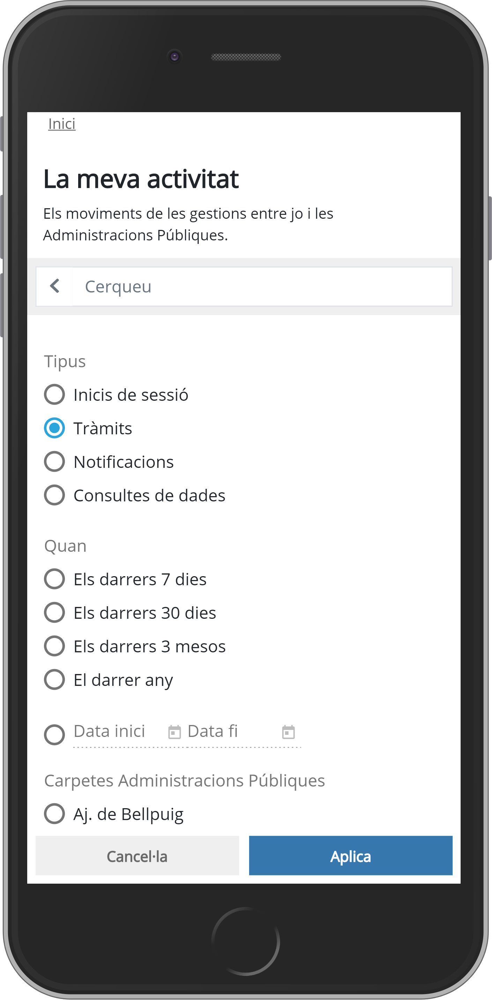 Inici
La meva activitat
Els moviments de les gestions entre jo i les
Administracions Públiques.
Cerqueu
Tipus
Inicis de sessió
Tràmits
Notificacions
Consultes de dades
Quan
Els darrers 7 dies
Els darrers 30 dies
Els darrers 3 mesos
El darrer any
Data inici Data fi
Carpetes Administracions Públiques
Aj. de Bellpuig
Cancel·la Aplica